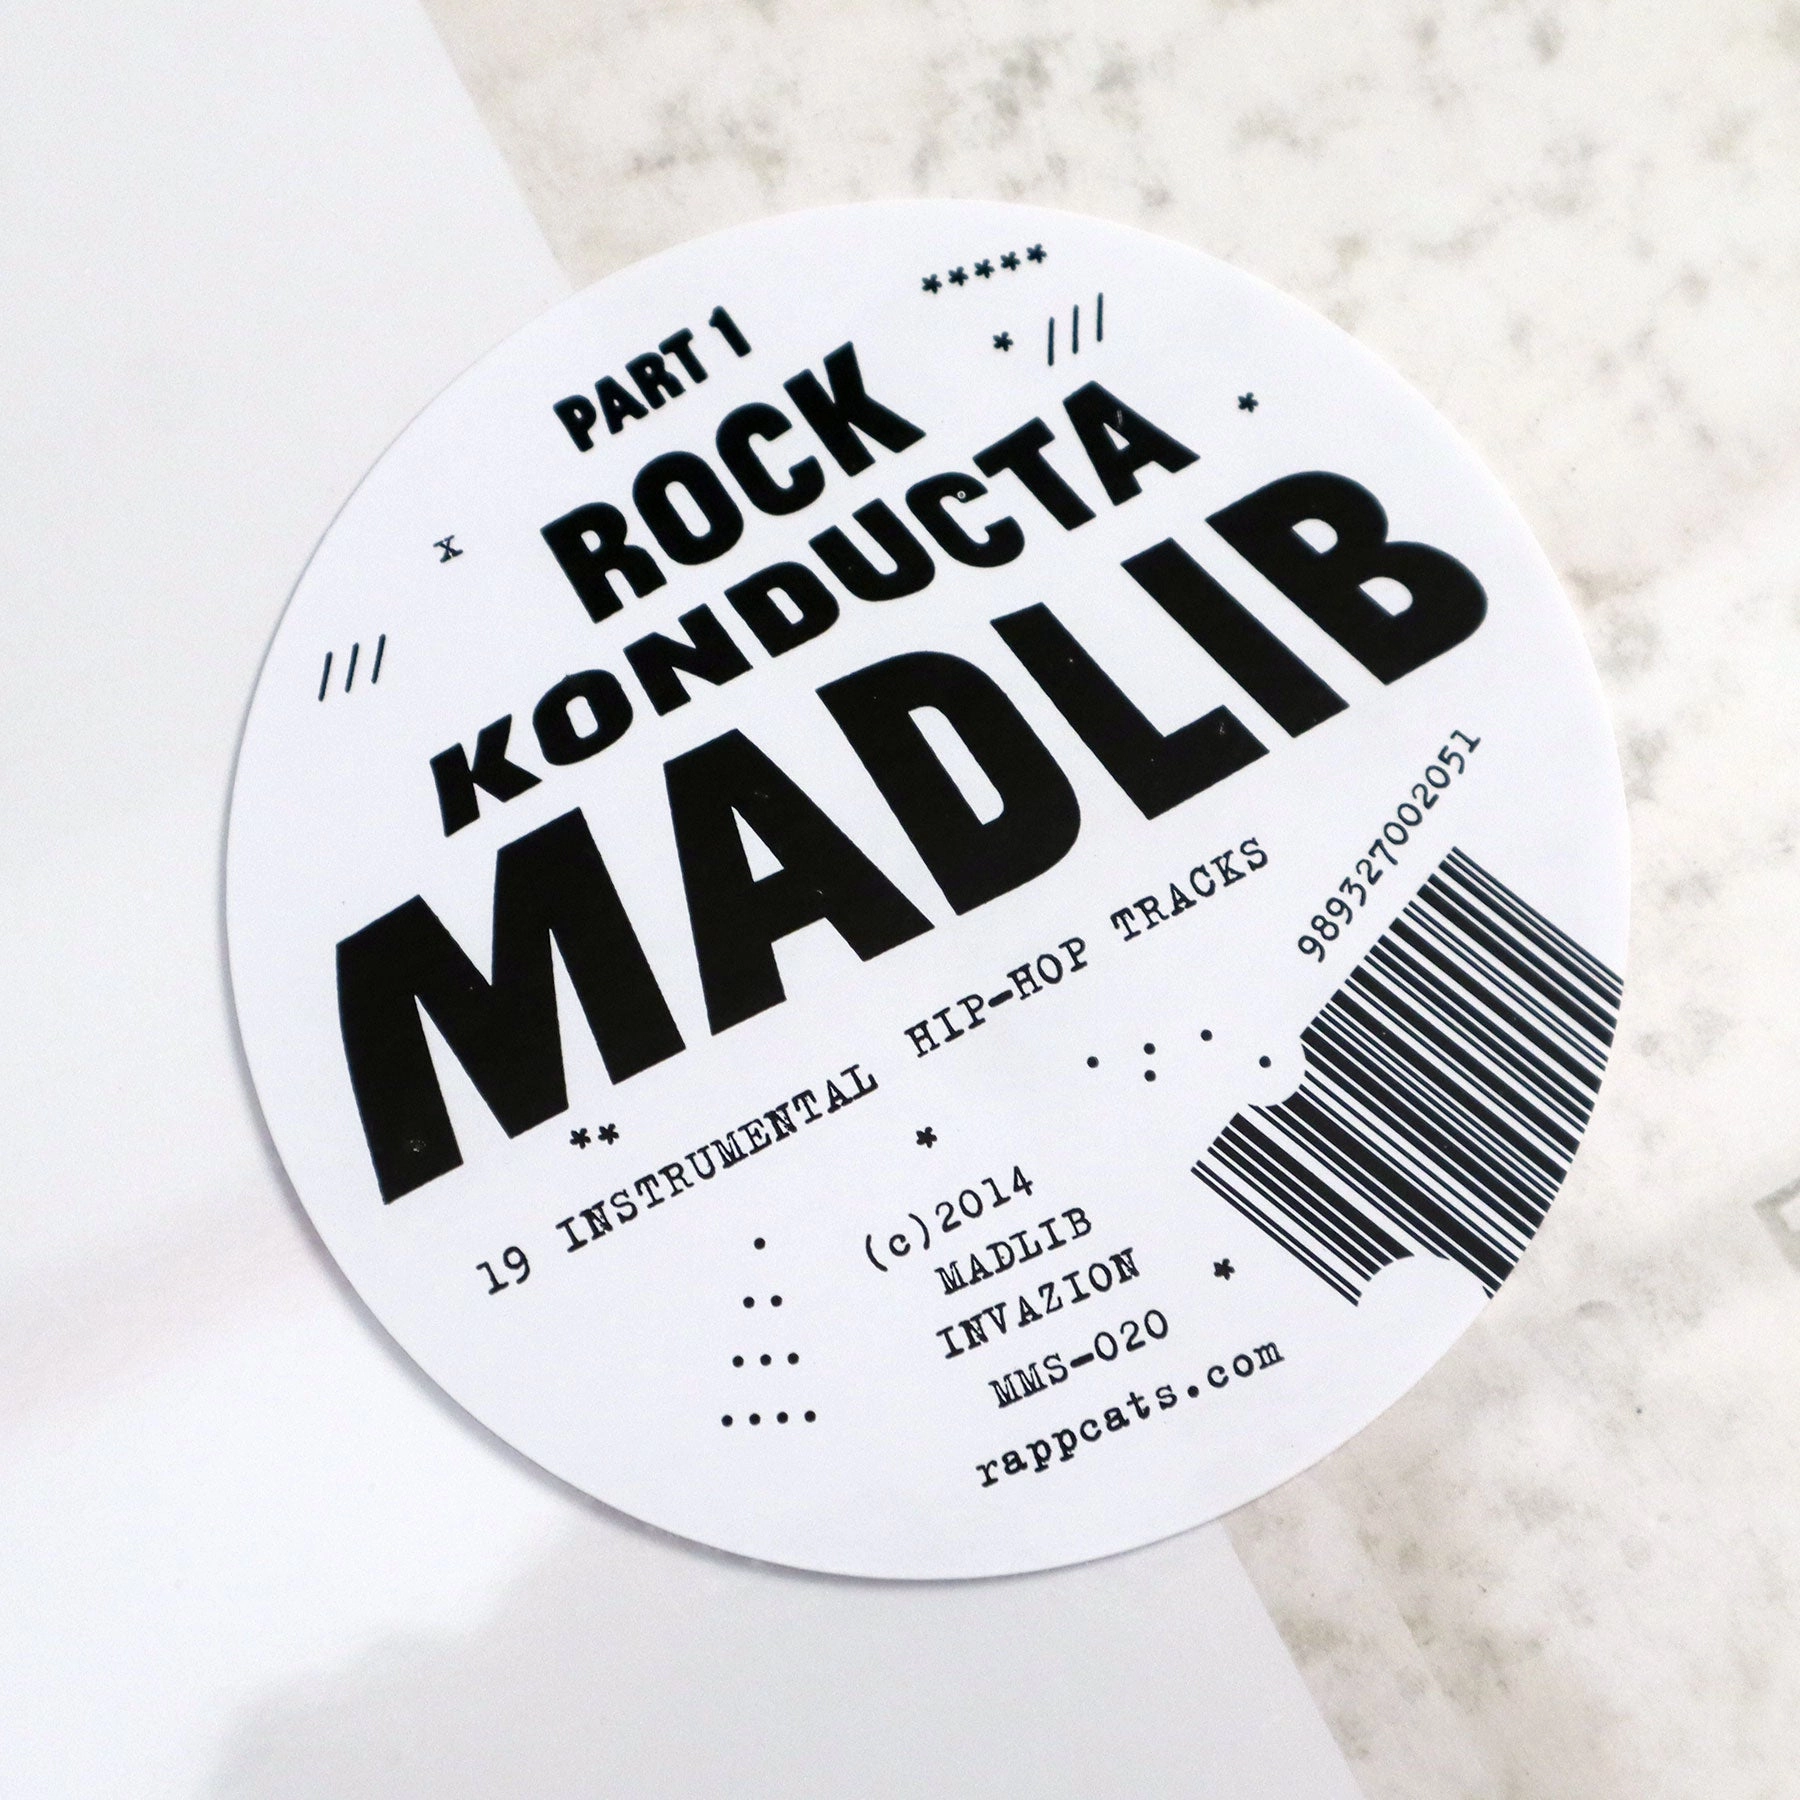 *****
* ///
PART 1
ROCK
*
x
KONDUCTA
///
MADLIB
989327002051
**
19 INSTRUMENTAL HIP-HOP TRACKS
*
(c)2014
MADLIB
INVAZION
*
MMS-020
rappcats.com